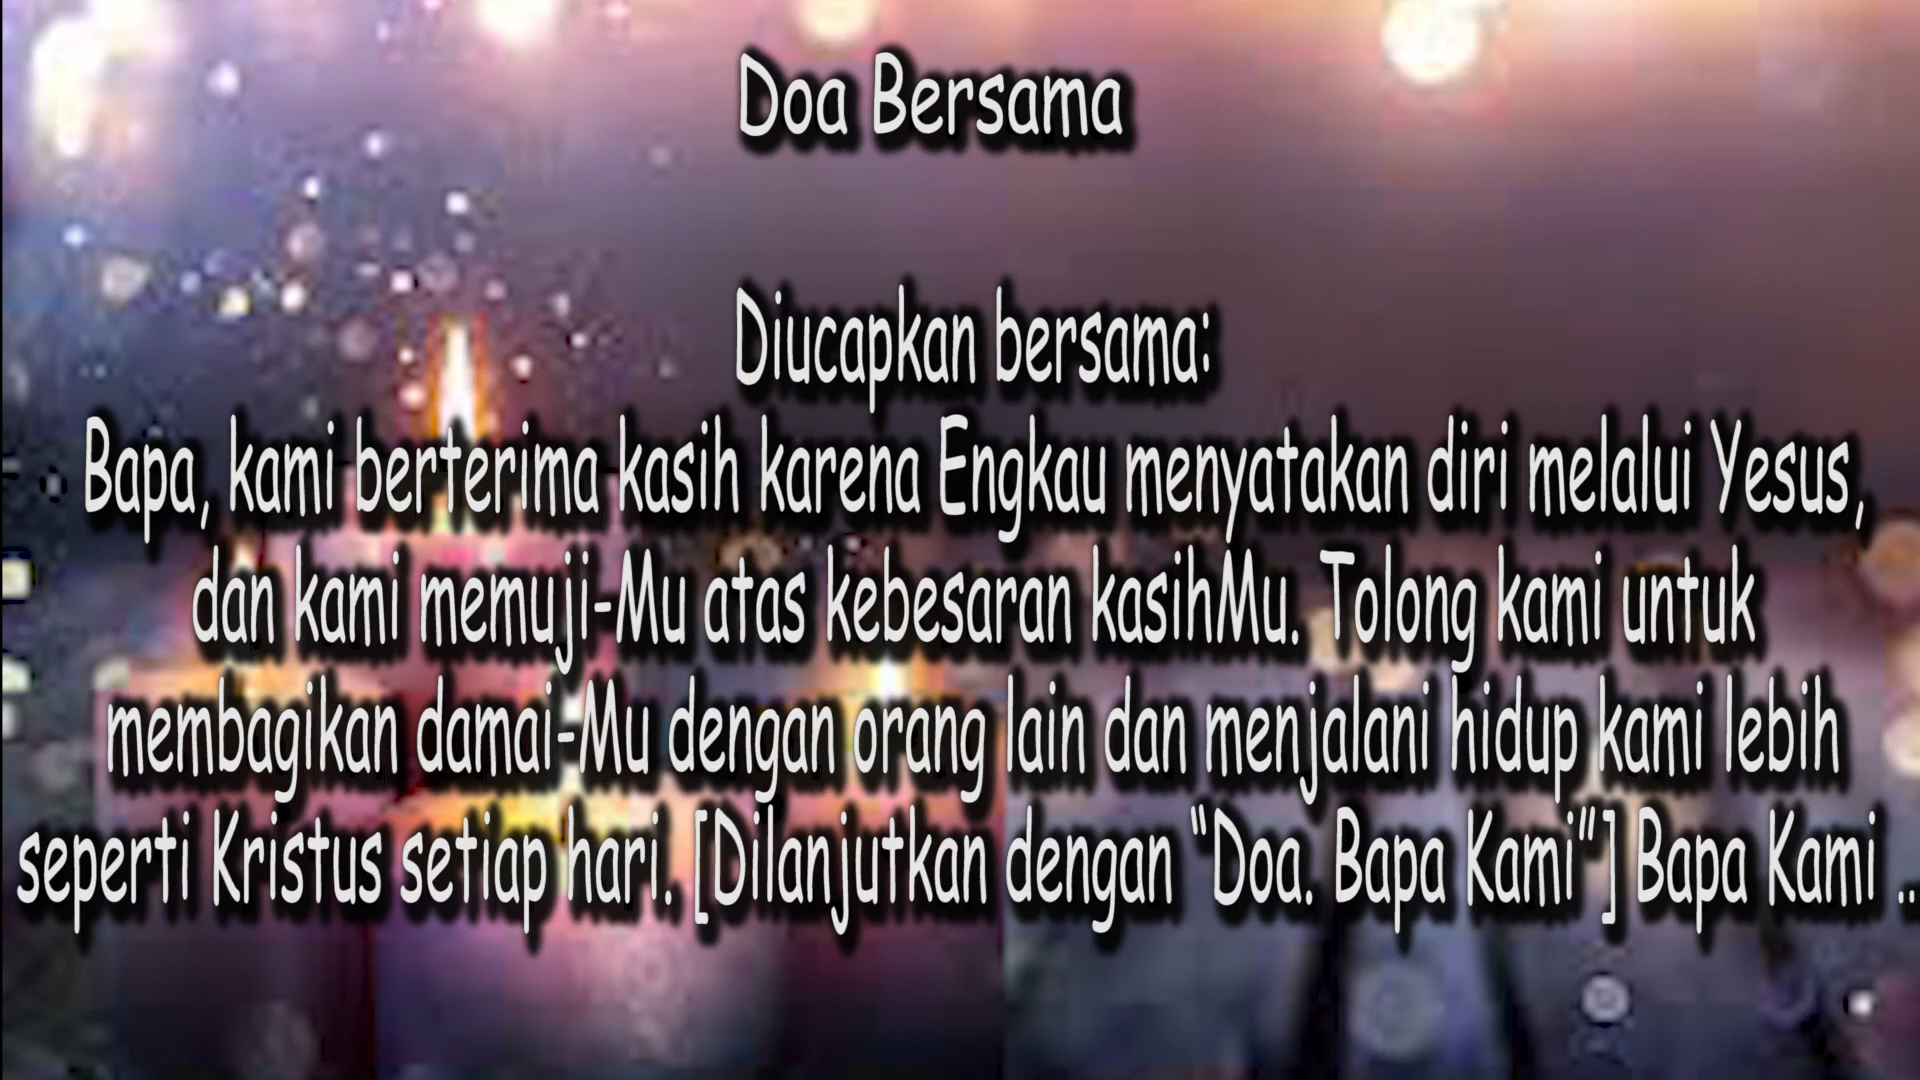 Doa Bersama
Diucapkan bersama:
Bapa, kami berterima kasih karena Engkau menyatakan diri melalui Yesus,
dan kami memuji-Mu atas kebesaran kasihMu. Tolong kami untuk
membagikan damai-Mu dengan orang lain dan menjalani hidup kami lebih
seperti Kristus setiap hari. [Dilanjutkan dengan “Doa. Bapa Kami”] Bapa Kami ..